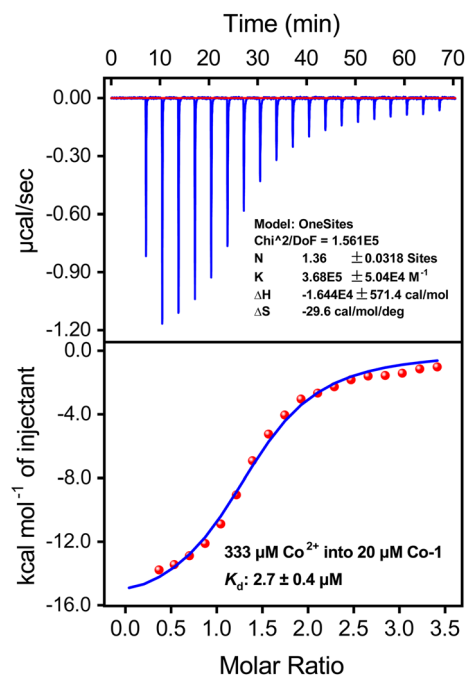 Time (min)
0 10 20 30 40 50 60 70
0.00
-0.30
-0.60
-0.90
-1.20
µcal/sec
Model: OneSites
Chi^2/DoF = 1.561E5
N 1.36 ±0.0318 Sites
K 3.68E5 ±5.04E4 M⁻¹
ΔH -1.644E4 ±571.4 cal/mol
ΔS -29.6 cal/mol/deg
0.0
-4.0
-8.0
-12.0
-16.0
kcal mol⁻¹ of injectant
333 µM Co²⁺ into 20 µM Co-1
Kd: 2.7 ± 0.4 µM
0.0 0.5 1.0 1.5 2.0 2.5 3.0 3.5
Molar Ratio